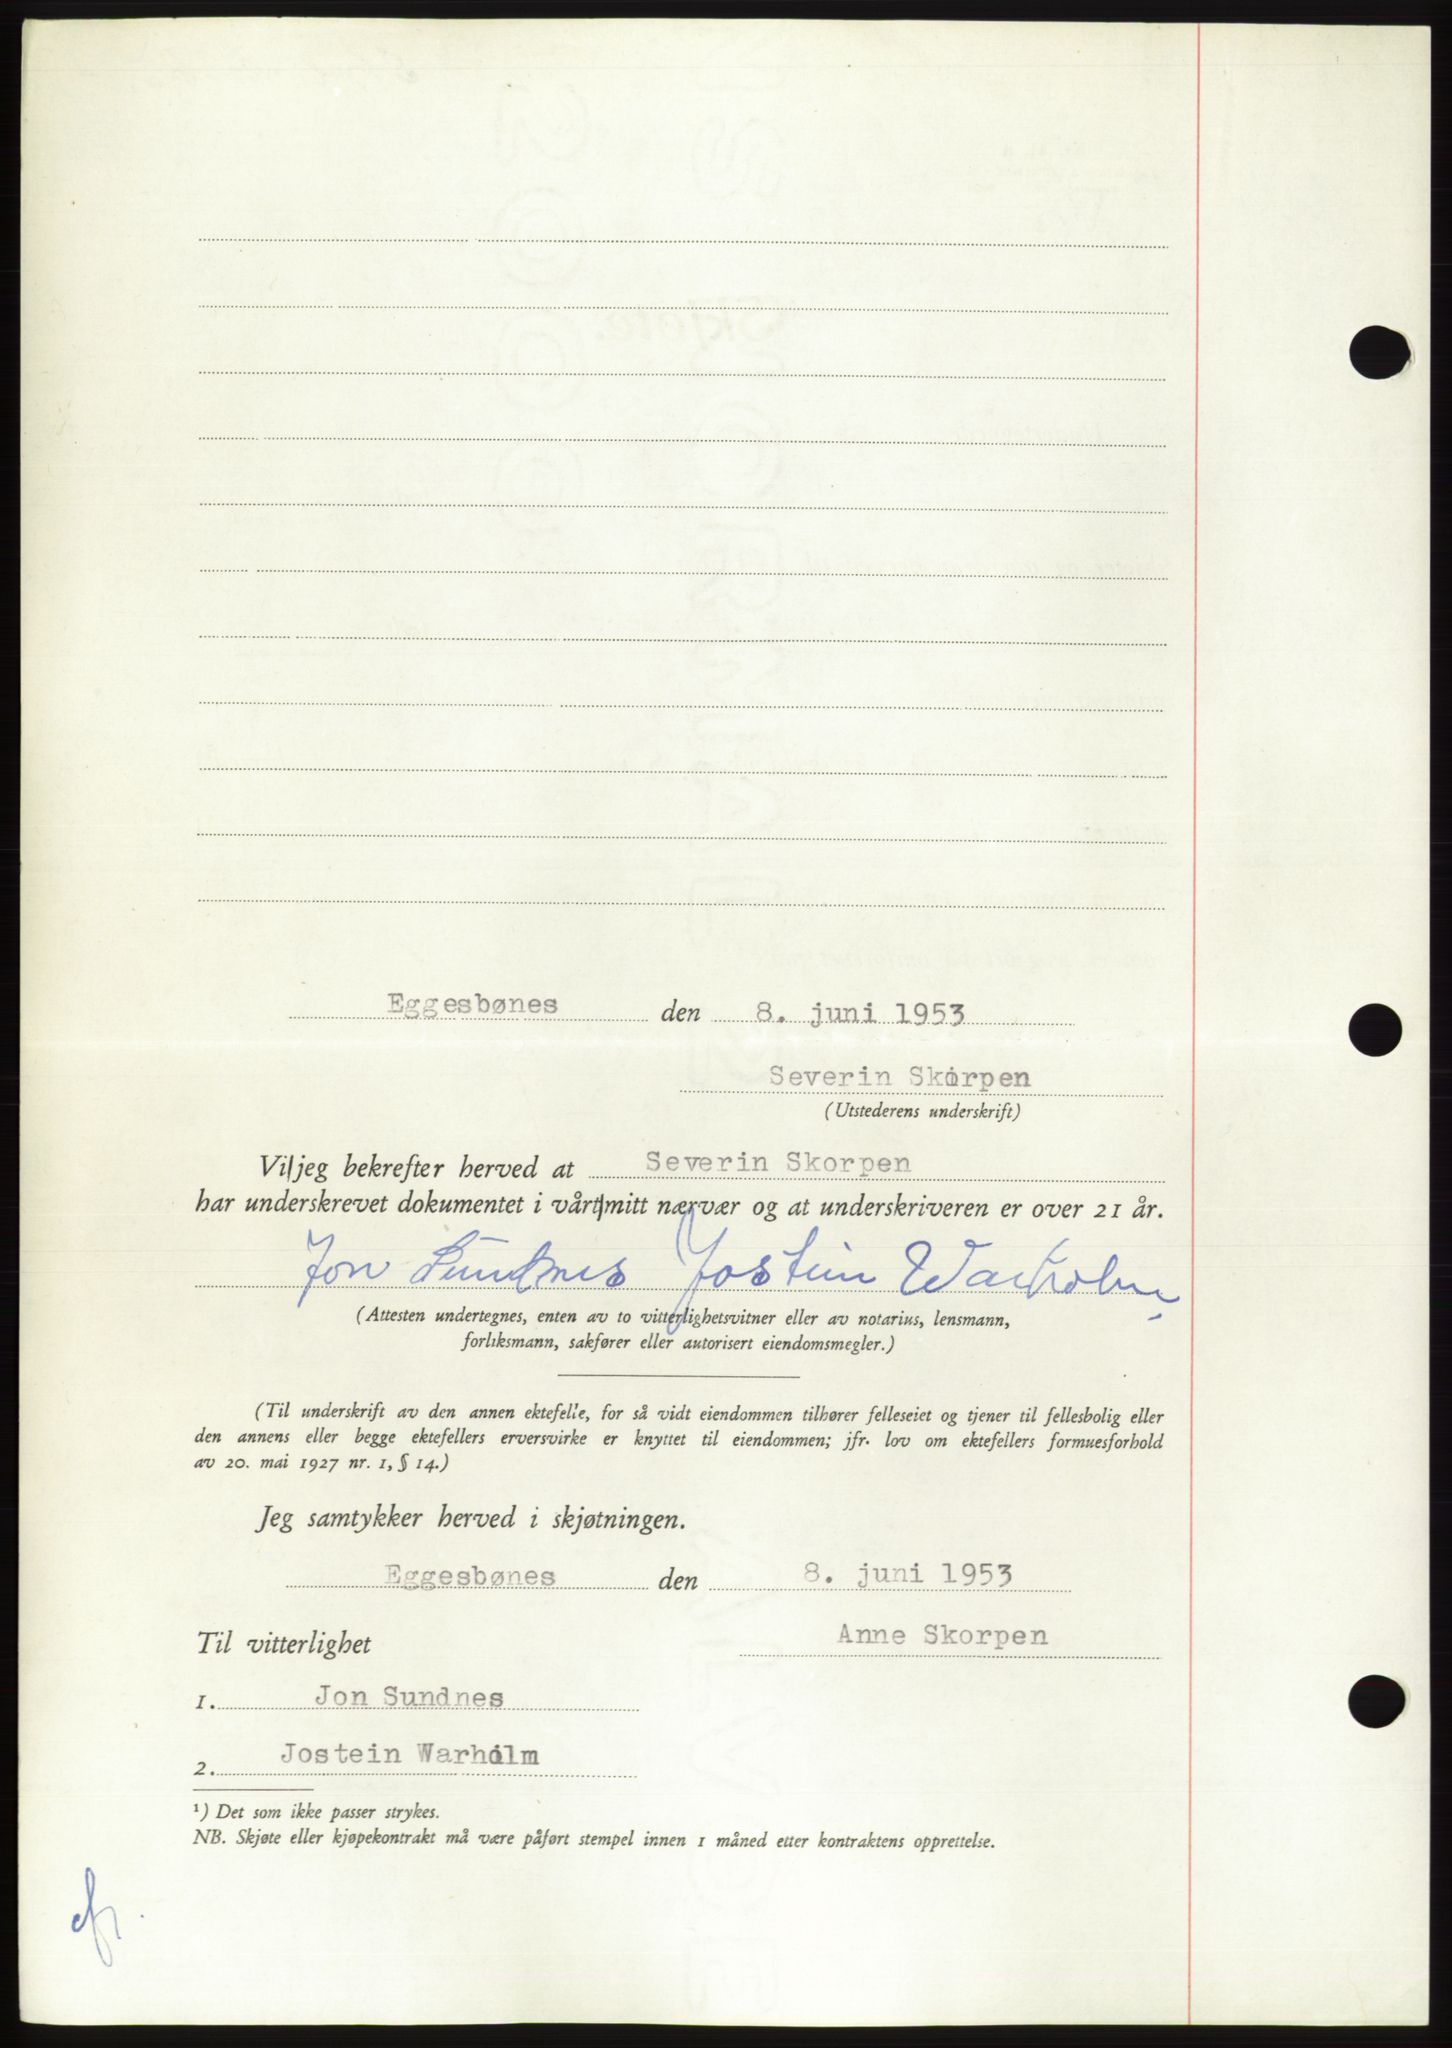 Eggesbønes den 8. juni 1953
Severin Skorpen
(Utstederens underskrift)
Vi/jeg bekrefter herved at Severin Skorpen
har underskrevet dokumentet i vårt/mitt nærvær og at underskriveren er over 21 år.
Jon Sundnes Jostein Warholm
(Attesten undertegnes, enten av to vitterlighetsvitner eller av notarius, lensmann,
forliksmann, sakfører eller autorisert eiendomsmegler.)
(Til underskrift av den annen ektefelle, for så vidt eiendommen tilhører felleseiet og tjener til fellesbolig eller
den annens eller begge ektefellers erversvirke er knyttet til eiendommen; jfr. lov om ektefellers formuesforhold
av 20. mai 1927 nr. 1, § 14.)
Jeg samtykker herved i skjøtningen.
Eggesbønes den 8. juni 1953
Til vitterlighet Anne Skorpen
1. Jon Sundnes
2. Jostein Warholm
¹) Det som ikke passer strykes.
NB. Skjøte eller kjøpekontrakt må være påført stempel innen 1 måned etter kontraktens opprettelse.